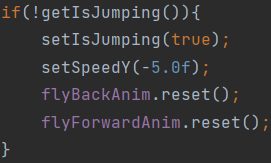 if(!getIsJumping()){
    setIsJumping(true);
    setSpeedY(-5.0f);
    flyBackAnim.reset();
    flyForwardAnim.reset();
}